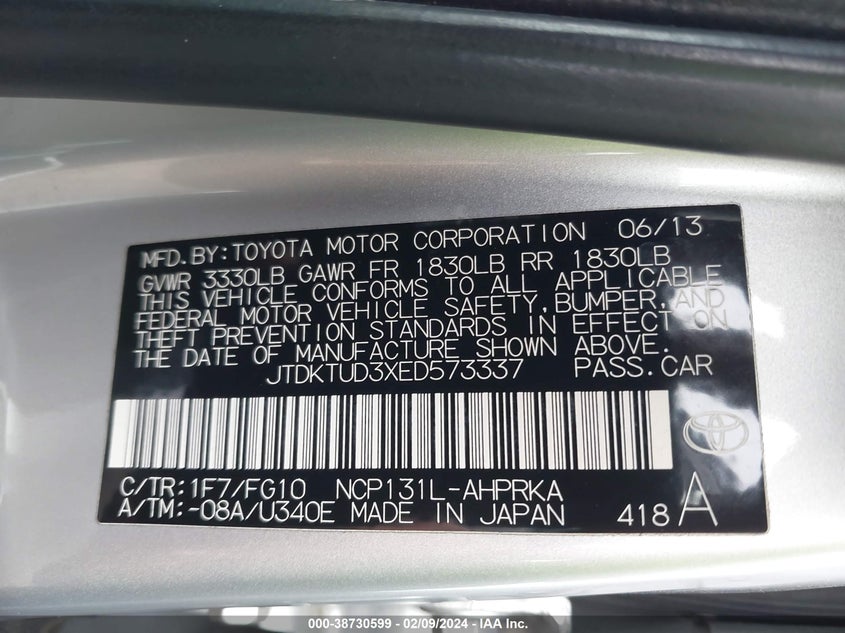 MFD. BY: TOYOTA MOTOR CORPORATION 06/13
GVWR 3330LB GAWR FR 1830LB RR 1830LB
THIS VEHICLE CONFORMS TO ALL APPLICABLE
FEDERAL MOTOR VEHICLE SAFETY, BUMPER, AND
THEFT PREVENTION STANDARDS IN EFFECT ON
THE DATE OF MANUFACTURE SHOWN ABOVE.
JTDKTUD3XED573337 PASS. CAR
C/TR: 1F7/FG10 NCP131L-AHPRKA
A/TM: -08A/U340E MADE IN JAPAN 418 A
000-38730599 - 02/09/2024 - IAAI, Inc.